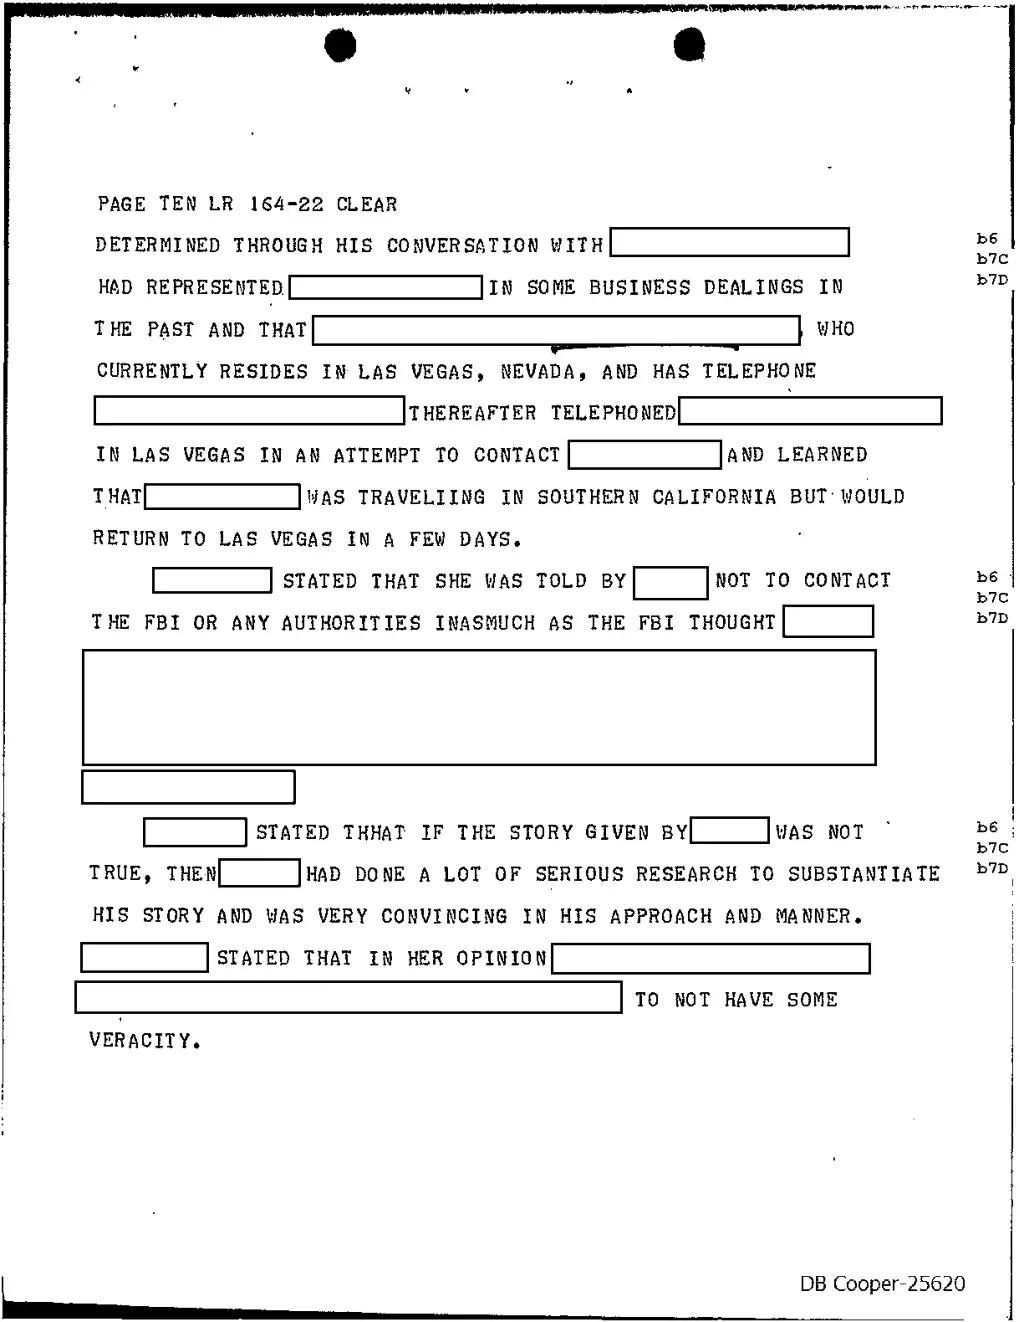 PAGE TEN LR 164-22 CLEAR
DETERMINED THROUGH HIS CONVERSATION WITH b6
b7C
HAD REPRESENTED IN SOME BUSINESS DEALINGS IN b7D
THE PAST AND THAT , WHO
CURRENTLY RESIDES IN LAS VEGAS, NEVADA, AND HAS TELEPHONE
THEREAFTER TELEPHONED
IN LAS VEGAS IN AN ATTEMPT TO CONTACT AND LEARNED
THAT WAS TRAVELIING IN SOUTHERN CALIFORNIA BUT WOULD
RETURN TO LAS VEGAS IN A FEW DAYS.
STATED THAT SHE WAS TOLD BY NOT TO CONTACT b6
b7C
THE FBI OR ANY AUTHORITIES INASMUCH AS THE FBI THOUGHT b7D
STATED THHAT IF THE STORY GIVEN BY WAS NOT b6
b7C
TRUE, THEN HAD DONE A LOT OF SERIOUS RESEARCH TO SUBSTANTIATE b7D
HIS STORY AND WAS VERY CONVINCING IN HIS APPROACH AND MANNER.
STATED THAT IN HER OPINION
TO NOT HAVE SOME
VERACITY.
DB Cooper-25620